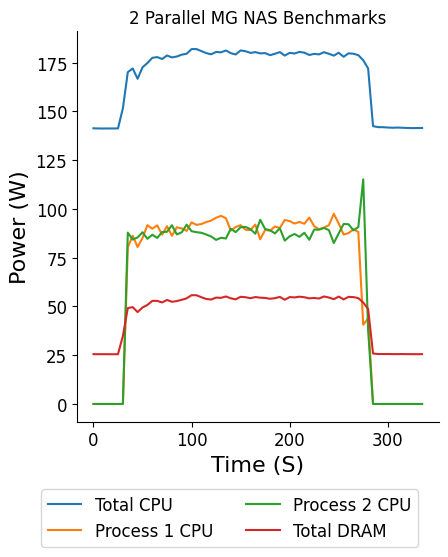 2 Parallel MG NAS Benchmarks
Power (W)
175
150
125
100
75
50
25
0
0 100 200 300
Time (S)
Total CPU Process 2 CPU
Process 1 CPU Total DRAM